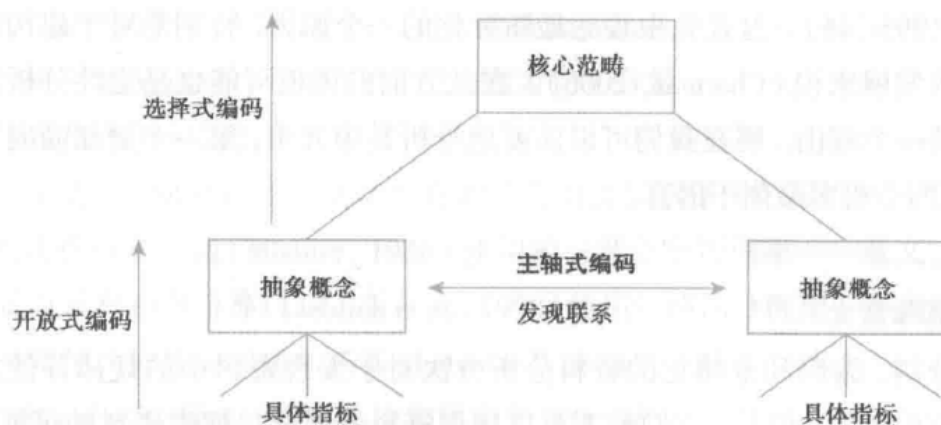 核心范畴
选择式编码
主轴式编码
抽象概念
抽象概念
发现联系
开放式编码
具体指标
具体指标